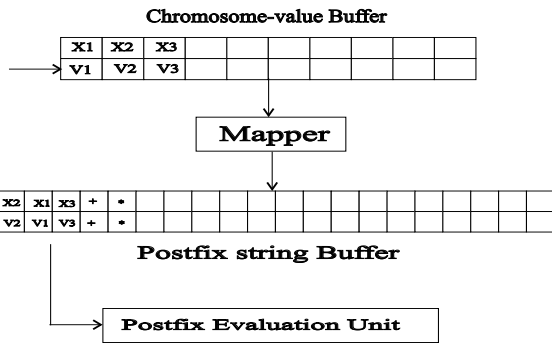 Chromosome-value Buffer
X1 X2 X3
V1 V2 V3
Mapper
X2 X1 X3 + *
V2 V1 V3 + *
Postfix string Buffer
Postfix Evaluation Unit